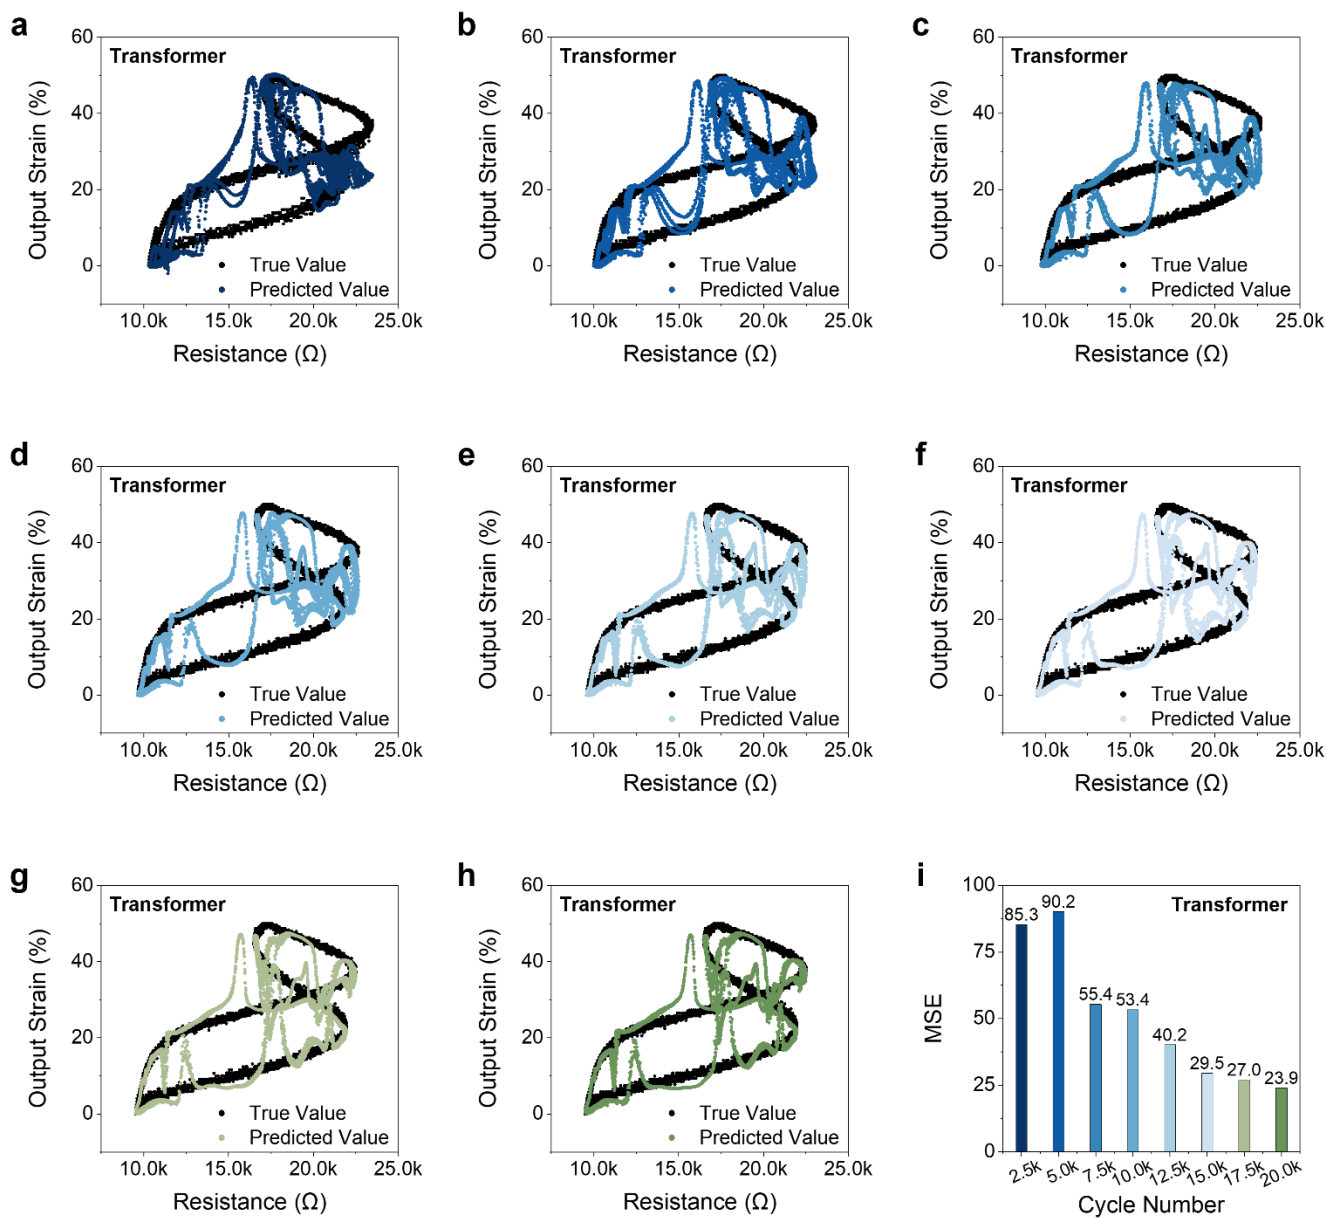 a
60
Transformer
40
20
0
Output Strain (%)
True Value
Predicted Value
10.0k 15.0k 20.0k 25.0k
Resistance (Ω)
b
60
Transformer
40
20
0
Output Strain (%)
True Value
Predicted Value
10.0k 15.0k 20.0k 25.0k
Resistance (Ω)
c
60
Transformer
40
20
0
Output Strain (%)
True Value
Predicted Value
10.0k 15.0k 20.0k 25.0k
Resistance (Ω)
d
60
Transformer
40
20
0
Output Strain (%)
True Value
Predicted Value
10.0k 15.0k 20.0k 25.0k
Resistance (Ω)
e
60
Transformer
40
20
0
Output Strain (%)
True Value
Predicted Value
10.0k 15.0k 20.0k 25.0k
Resistance (Ω)
f
60
Transformer
40
20
0
Output Strain (%)
True Value
Predicted Value
10.0k 15.0k 20.0k 25.0k
Resistance (Ω)
g
60
Transformer
40
20
0
Output Strain (%)
True Value
Predicted Value
10.0k 15.0k 20.0k 25.0k
Resistance (Ω)
h
60
Transformer
40
20
0
Output Strain (%)
True Value
Predicted Value
10.0k 15.0k 20.0k 25.0k
Resistance (Ω)
i
100
Transformer
75
50
25
0
MSE
85.3
90.2
55.4
53.4
40.2
29.5
27.0
23.9
2.5k 5.0k 7.5k 10.0k 12.5k 15.0k 17.5k 20.0k
Cycle Number